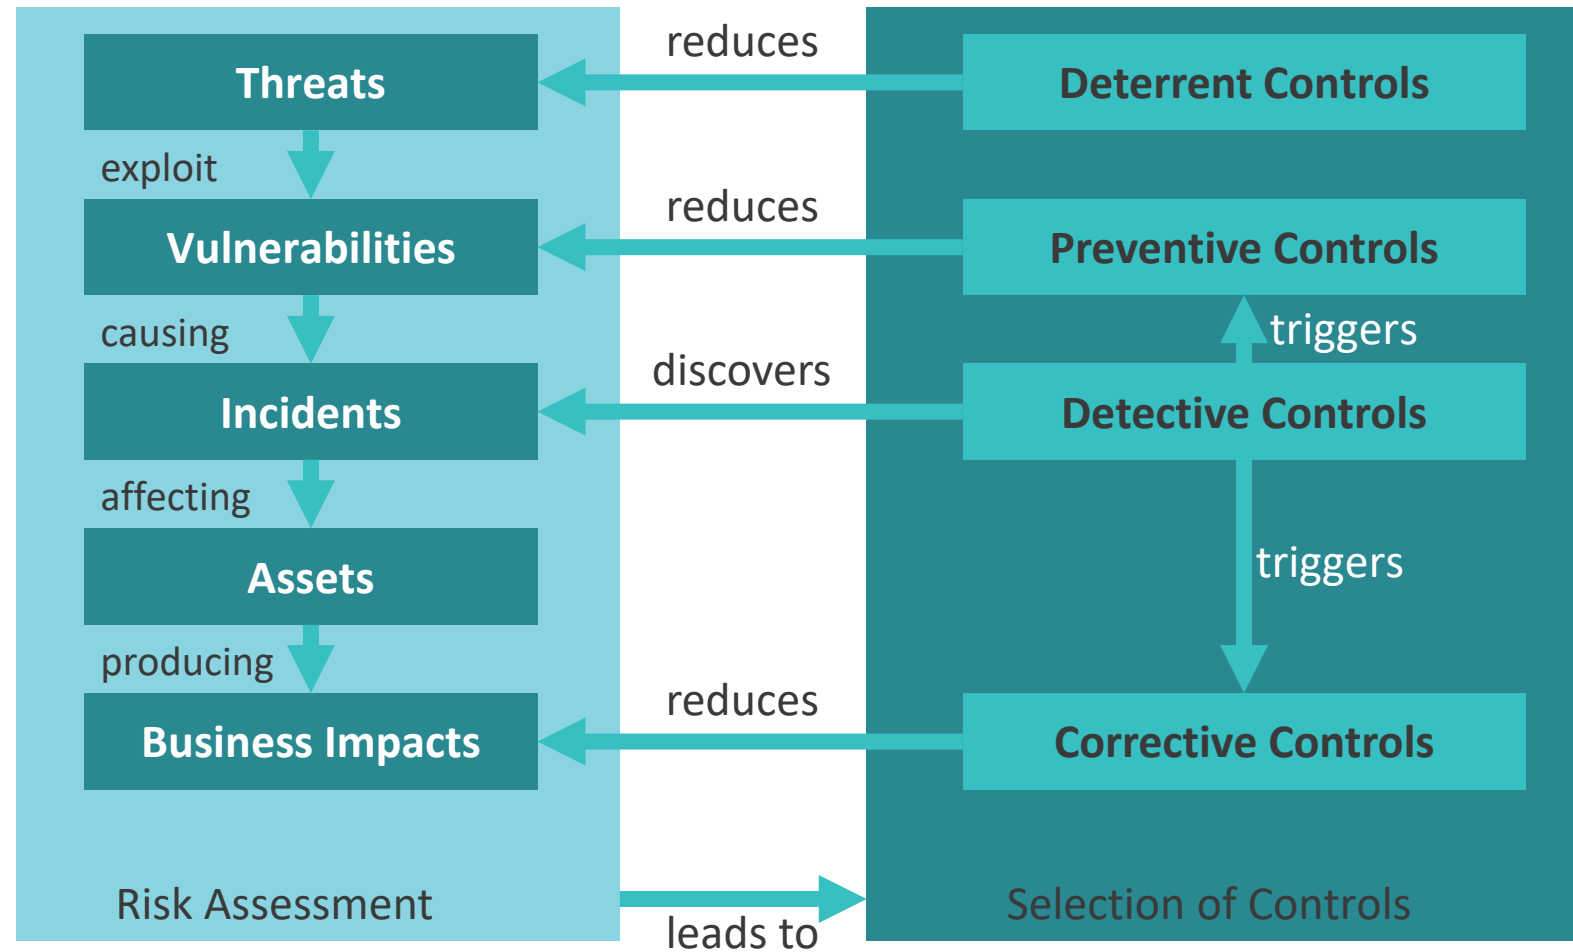 reduces
Threats
Deterrent Controls
exploit
reduces
Vulnerabilities
Preventive Controls
causing
triggers
discovers
Incidents
Detective Controls
affecting
triggers
Assets
producing
reduces
Business Impacts
Corrective Controls
Risk Assessment
leads to
Selection of Controls